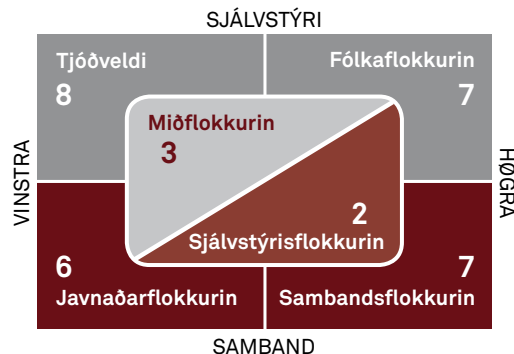 SJÁLVSTÝRI
Tjóðveldi
8
Fólkaflokkurin
7
Miðflokkurin
3
VINSTRA
HØGRA
2
Sjálvstýrisflokkurin
6
Javnaðarflokkurin
7
Sambandsflokkurin
SAMBAND